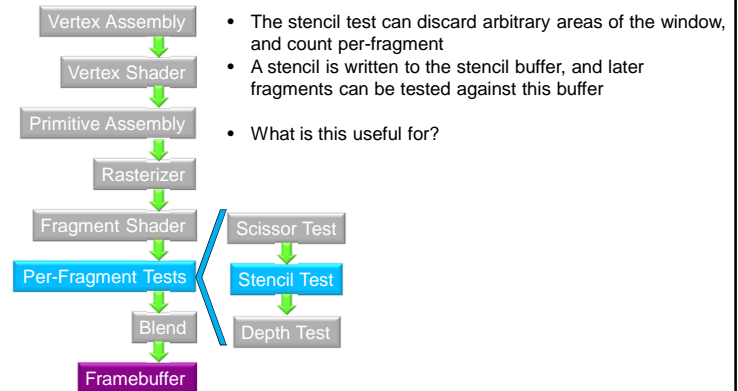 Vertex Assembly
Vertex Shader
Primitive Assembly
Rasterizer
Fragment Shader
Per-Fragment Tests
Blend
Framebuffer
Scissor Test
Stencil Test
Depth Test
• The stencil test can discard arbitrary areas of the window,
and count per-fragment
• A stencil is written to the stencil buffer, and later
fragments can be tested against this buffer
• What is this useful for?